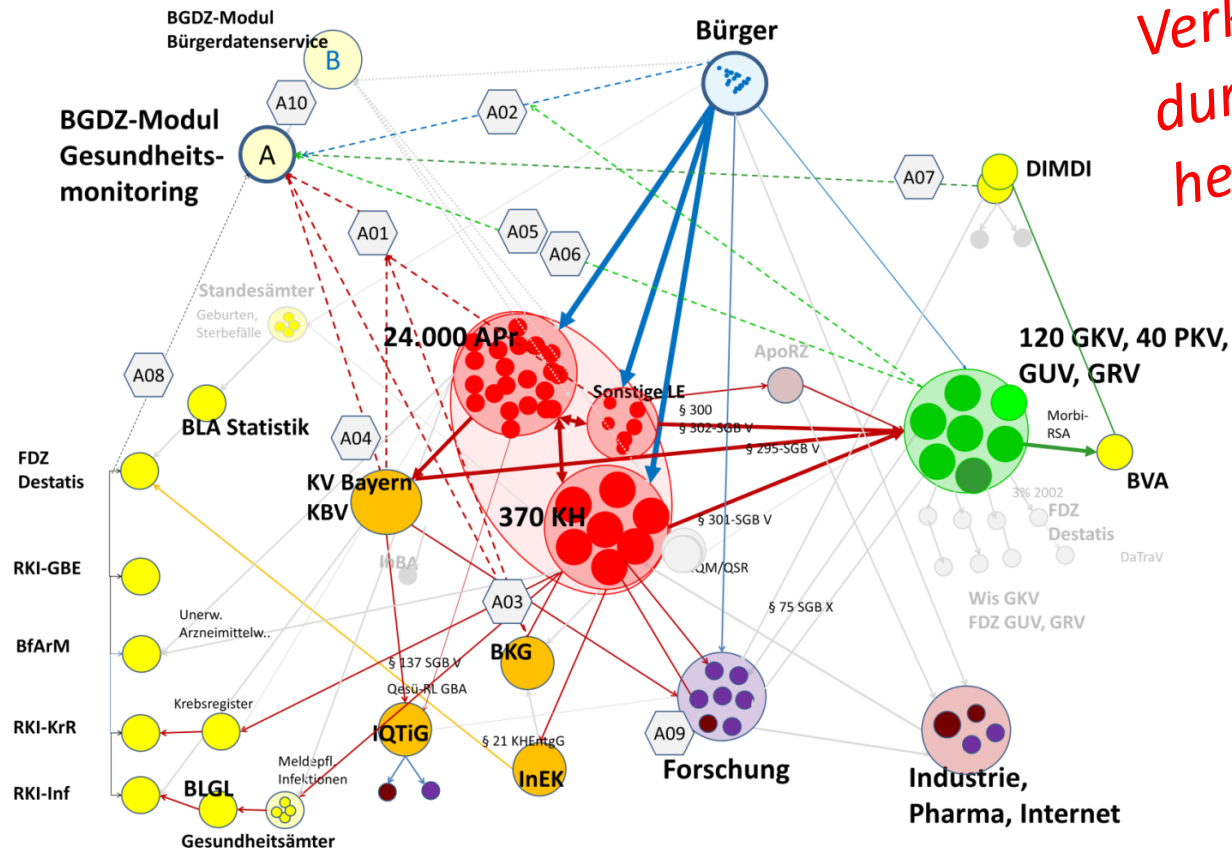 BGDZ-Modul
Bürgerdatenservice
B
Bürger
A10
A02
BGDZ-Modul
Gesundheits-
monitoring
A
A07
DIMDI
A01
A05
A06
Standesämter
Geburten,
Sterbefälle
24.000 APr
ApoRZ
120 GKV, 40 PKV,
GUV, GRV
A08
Sonstige LE
§ 300
§ 302-SGB V
§ 295-SGB V
Morbi-
RSA
BLA Statistik
A04
FDZ
Destatis
KV Bayern
KBV
BVA
370 KH
§ 301-SGB V
3% 2002
FDZ
Destatis
DaTraV
InBA
QM/QSR
RKI-GBE
A03
§ 75 SGB X
Wis GKV
FDZ GUV, GRV
Unerw.
Arzneimittelw..
BfArM
BKG
§ 137 SGB V
Qesü-RL GBA
Krebsregister
RKI-KrR
IQTiG
§ 21 KHEntgG
A09
Forschung
Meldepfl.
Infektionen
InEK
Industrie,
Pharma, Internet
RKI-Inf
BLGL
Gesundheitsämter